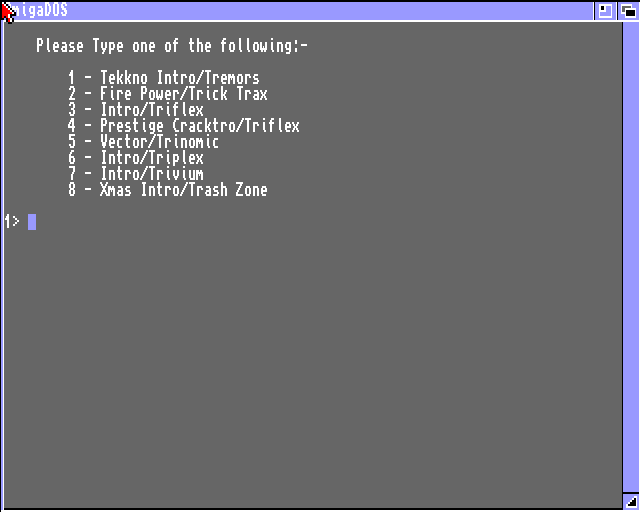 migaDOS
Please Type one of the following:-
1 - Tekkno Intro/Tremors
2 - Fire Power/Trick Trax
3 - Intro/Triflex
4 - Prestige Cracktro/Triflex
5 - Vector/Trinomic
6 - Intro/Triplex
7 - Intro/Trivium
8 - Xmas Intro/Trash Zone
1>